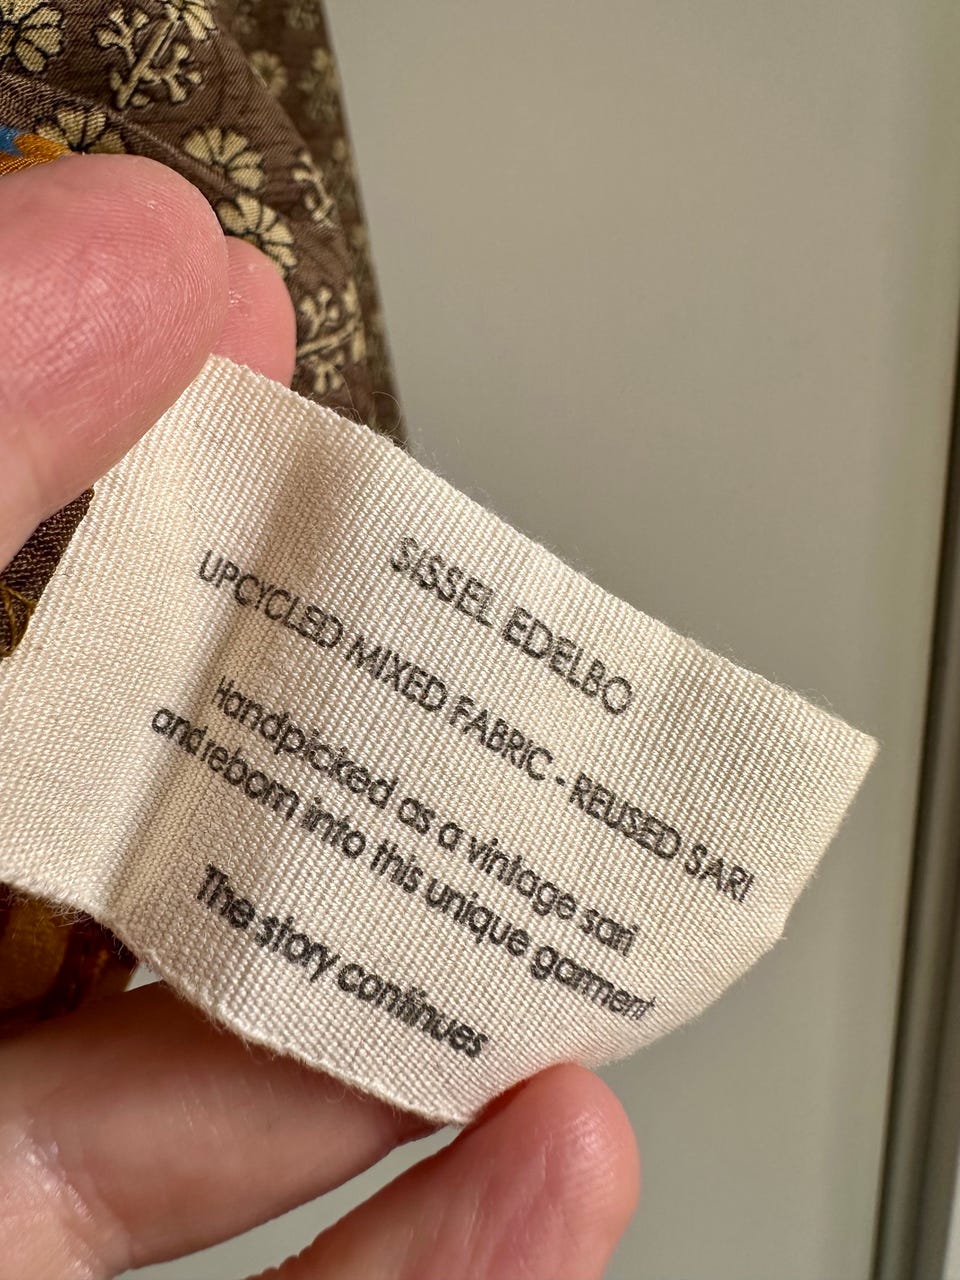 SISSEL EDELBO
UPCYCLED MIXED FABRIC - REUSED SARI
Handpicked as a vintage sari
and reborn into this unique garment
The story continues